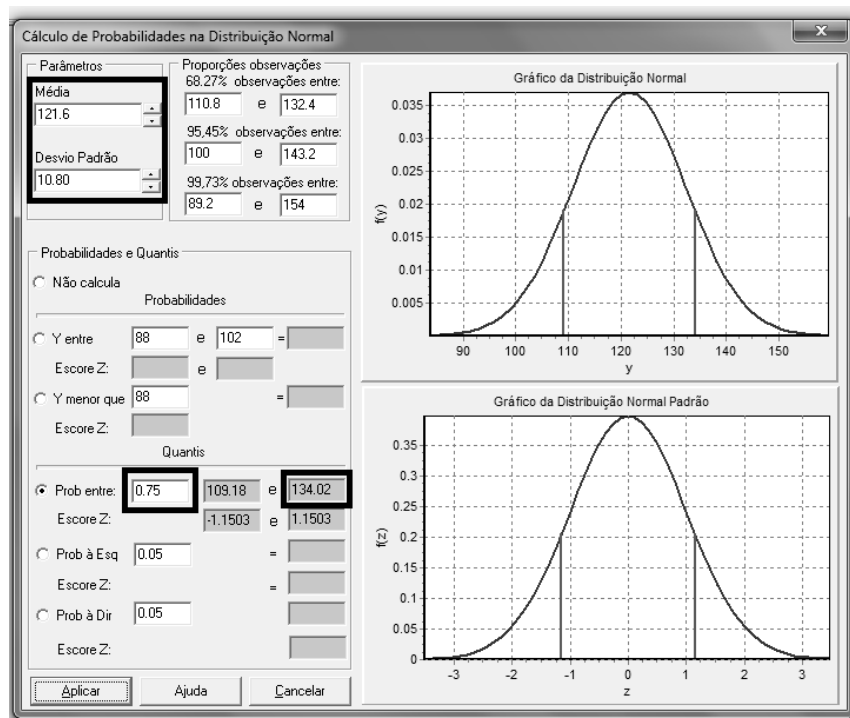 Cálculo de Probabilidades na Distribuição Normal
x
Parâmetros
Média
121.6
Desvio Padrão
10.80
Proporções observações
68.27% observações entre:
110.8 e 132.4
95,45% observações entre:
100 e 143.2
99,73% observações entre:
89.2 e 154
Probabilidades e Quantis
Não calcula
Probabilidades
Y entre 88 e 102 =
Escore Z: e
Y menor que 88 =
Escore Z:
Quantis
Prob entre: 0.75 109.18 e 134.02
Escore Z: -1.1503 e 1.1503
Prob à Esq 0.05 =
Escore Z: =
Prob à Dir 0.05
Escore Z:
Aplicar Ajuda Cancelar
Gráfico da Distribuição Normal
0.035
0.03
0.025
0.02
0.015
0.01
0.005
f(y)
90 100 110 120 130 140 150
y
Gráfico da Distribuição Normal Padrão
0.35
0.3
0.25
0.2
0.15
0.1
0.05
0
f(z)
-3 -2 -1 0 1 2 3
z